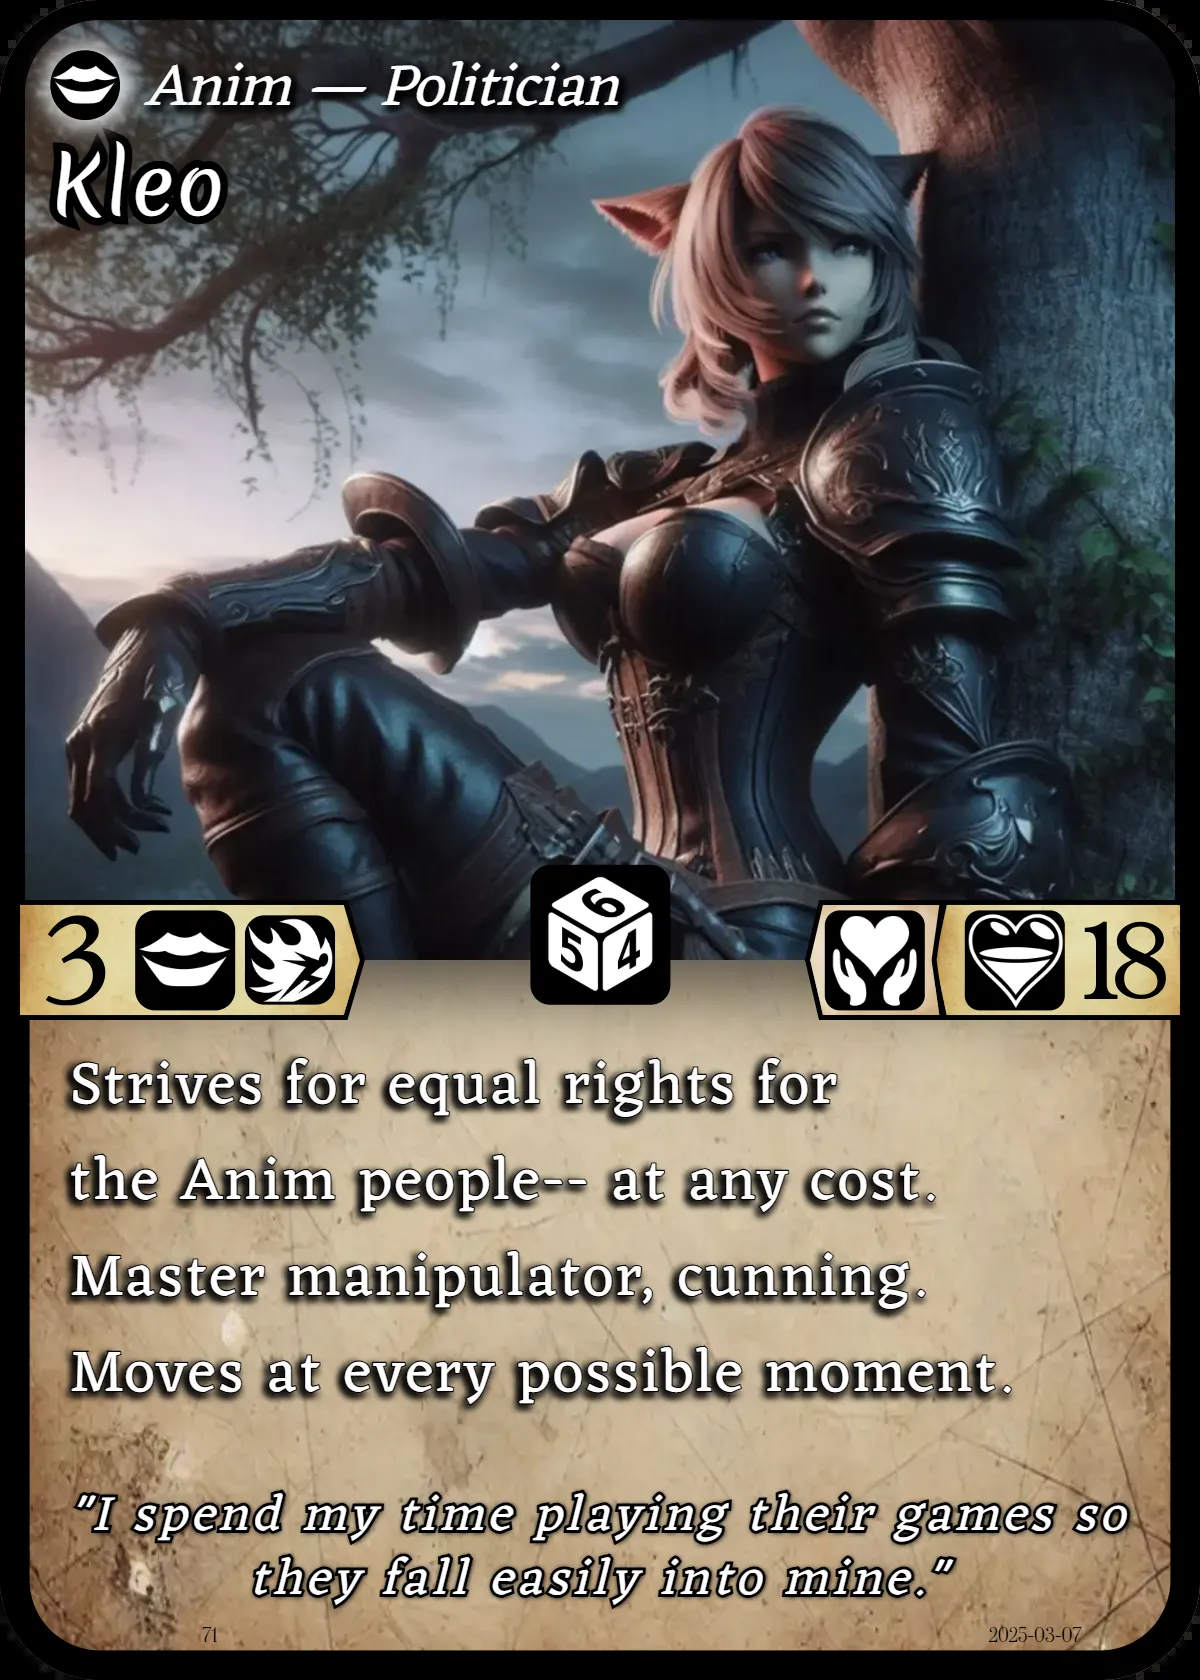 Anim — Politician
Kleo
3
6
5 4
18
Strives for equal rights for
the Anim people-- at any cost.
Master manipulator, cunning.
Moves at every possible moment.
"I spend my time playing their games so
they fall easily into mine."
71
2025-03-07